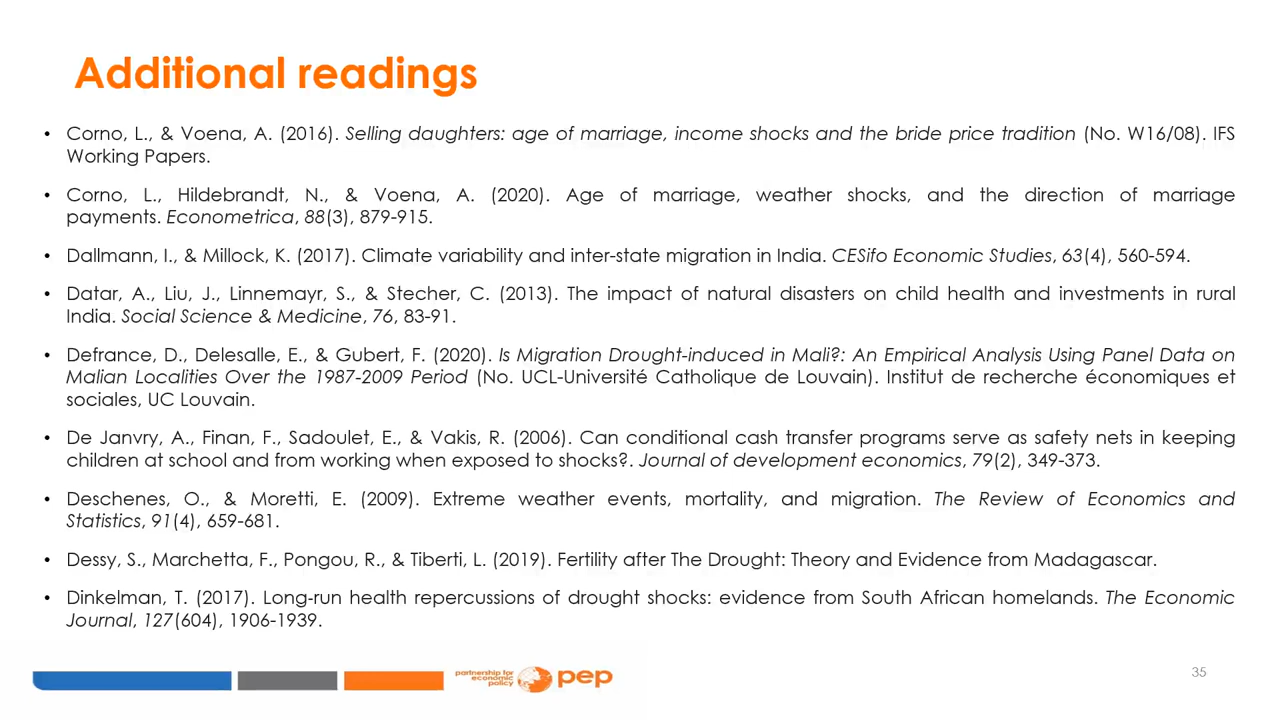 Additional readings
• Corno, L., & Voena, A. (2016). Selling daughters: age of marriage, income shocks and the bride price tradition (No. W16/08). IFS
Working Papers.
• Corno, L., Hildebrandt, N., & Voena, A. (2020). Age of marriage, weather shocks, and the direction of marriage
payments. Econometrica, 88(3), 879-915.
• Dallmann, I., & Millock, K. (2017). Climate variability and inter-state migration in India. CESifo Economic Studies, 63(4), 560-594.
• Datar, A., Liu, J., Linnemayr, S., & Stecher, C. (2013). The impact of natural disasters on child health and investments in rural
India. Social Science & Medicine, 76, 83-91.
• Defrance, D., Delesalle, E., & Gubert, F. (2020). Is Migration Drought-induced in Mali?: An Empirical Analysis Using Panel Data on
Malian Localities Over the 1987-2009 Period (No. UCL-Université Catholique de Louvain). Institut de recherche économiques et
sociales, UC Louvain.
• De Janvry, A., Finan, F., Sadoulet, E., & Vakis, R. (2006). Can conditional cash transfer programs serve as safety nets in keeping
children at school and from working when exposed to shocks?. Journal of development economics, 79(2), 349-373.
• Deschenes, O., & Moretti, E. (2009). Extreme weather events, mortality, and migration. The Review of Economics and
Statistics, 91(4), 659-681.
• Dessy, S., Marchetta, F., Pongou, R., & Tiberti, L. (2019). Fertility after The Drought: Theory and Evidence from Madagascar.
• Dinkelman, T. (2017). Long-run health repercussions of drought shocks: evidence from South African homelands. The Economic
Journal, 127(604), 1906-1939.
partnership for
economic
policy
pep
35